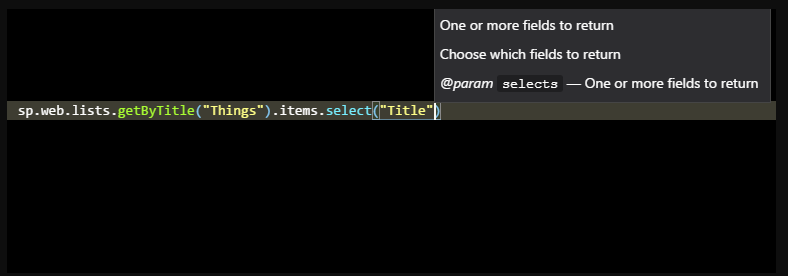 One or more fields to return
Choose which fields to return
@param selects — One or more fields to return
sp.web.lists.getByTitle("Things").items.select("Title")